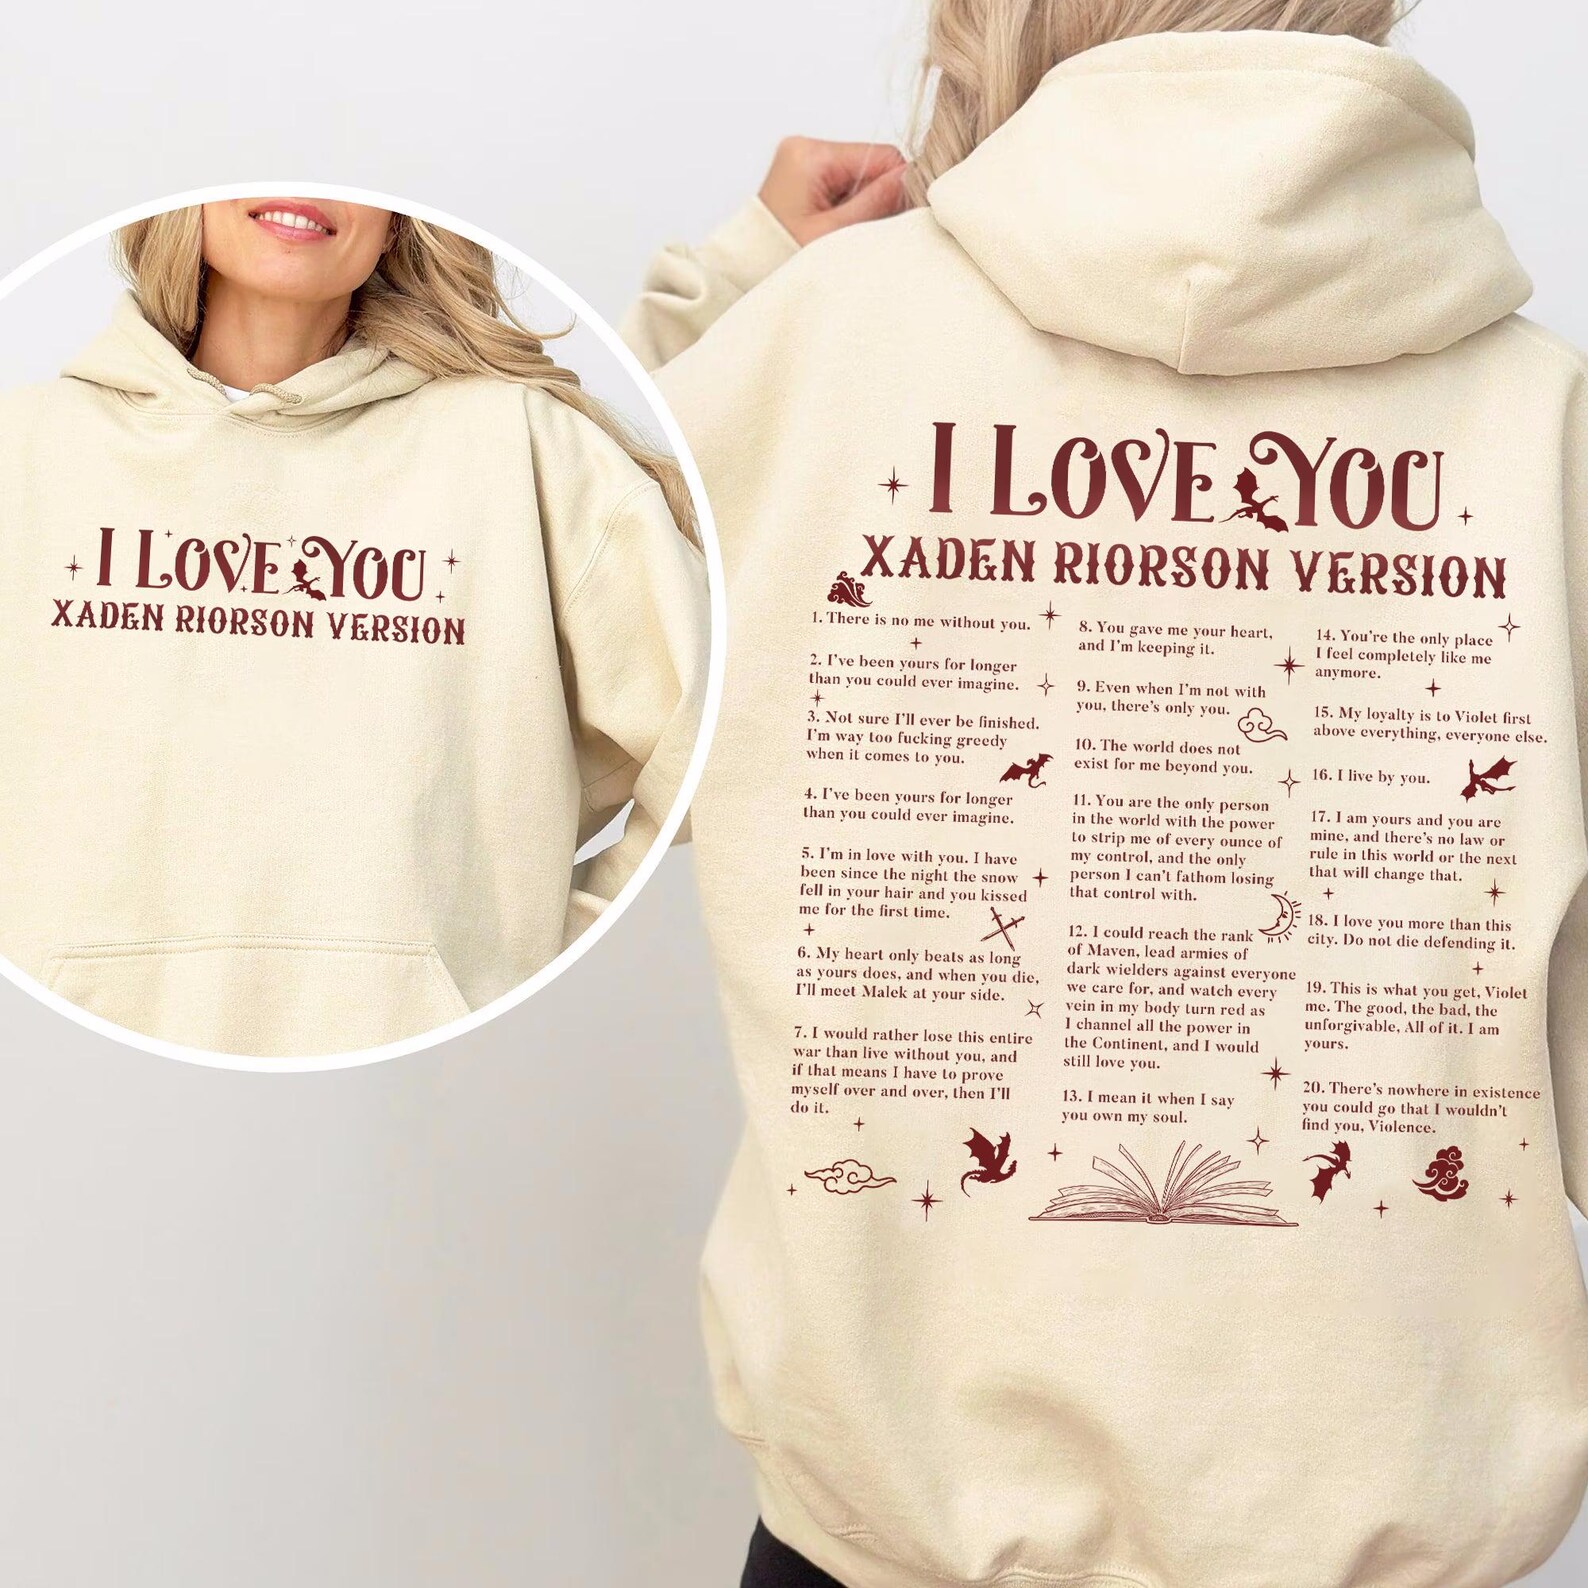 I LOVE YOU
XADEN RIORSON VERSION
I LOVE YOU
XADEN RIORSON VERSION
1. There is no me without you.
2. I've been yours for longer
than you could ever imagine.
3. Not sure I'll ever be finished.
I'm way too fucking greedy
when it comes to you.
4. I've been yours for longer
than you could ever imagine.
5. I'm in love with you. I have
been since the night the snow
fell in your hair and you kissed
me for the first time.
6. My heart only beats as long
as yours does, and when you die,
I'll meet Malek at your side.
7. I would rather lose this entire
war than live without you, and
if that means I have to prove
myself over and over, then I'll
do it.
8. You gave me your heart,
and I'm keeping it.
9. Even when I'm not with
you, there's only you.
10. The world does not
exist for me beyond you.
11. You are the only person
in the world with the power
to strip me of every ounce of
my control, and the only
person I can't fathom losing
that control with.
12. I could reach the rank
of Maven, lead armies of
dark wielders against everyone
we care for, and watch every
vein in my body turn red as
I channel all the power in
the Continent, and I would
still love you.
13. I mean it when I say
you own my soul.
14. You're the only place
I feel completely like me
anymore.
15. My loyalty is to Violet first
above everything, everyone else.
16. I live by you.
17. I am yours and you are
mine, and there's no law or
rule in this world or the next
that will change that.
18. I love you more than this
city. Do not die defending it.
19. This is what you get, Violet
me. The good, the bad, the
unforgivable, All of it. I am
yours.
20. There's nowhere in existence
you could go that I wouldn't
find you, Violence.